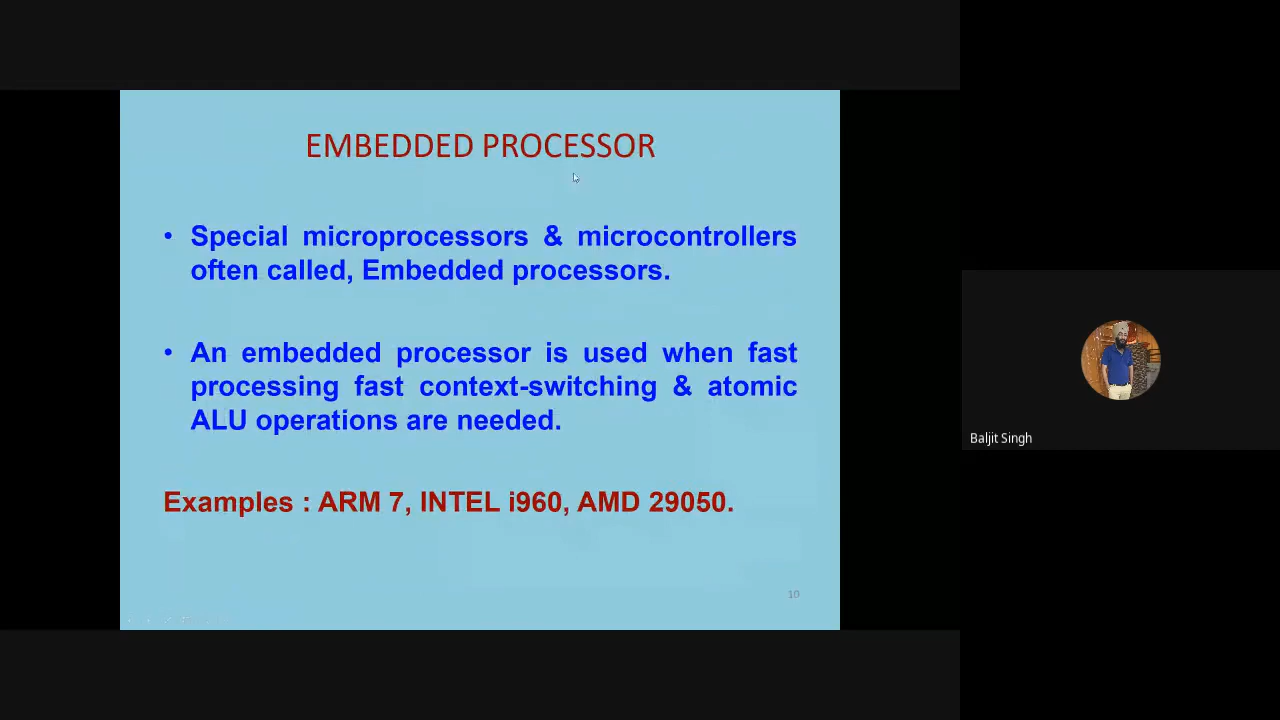 EMBEDDED PROCESSOR
• Special microprocessors & microcontrollers
often called, Embedded processors.
• An embedded processor is used when fast
processing fast context-switching & atomic
ALU operations are needed.
Examples : ARM 7, INTEL i960, AMD 29050.
10
Baljit Singh